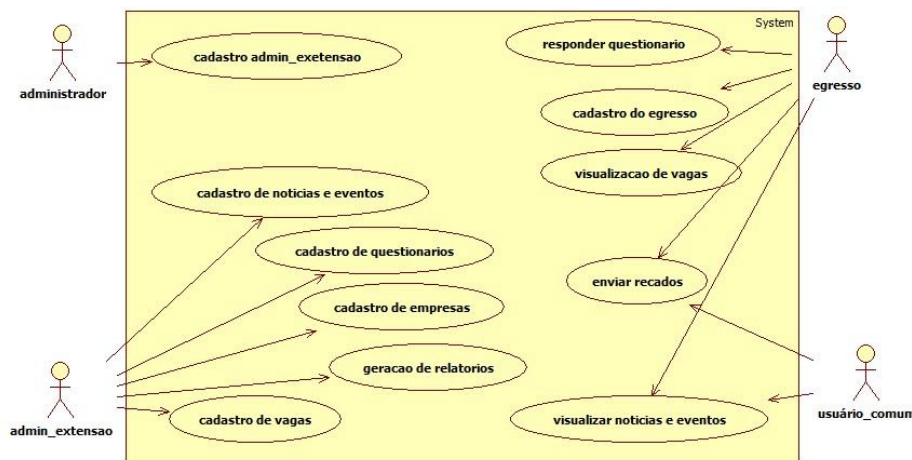 System
cadastro admin_exetensao
responder questionario
administrador
egresso
cadastro do egresso
visualizacao de vagas
cadastro de noticias e eventos
cadastro de questionarios
enviar recados
cadastro de empresas
geracao de relatorios
cadastro de vagas
visualizar noticias e eventos
admin_extensao
usuário_comum